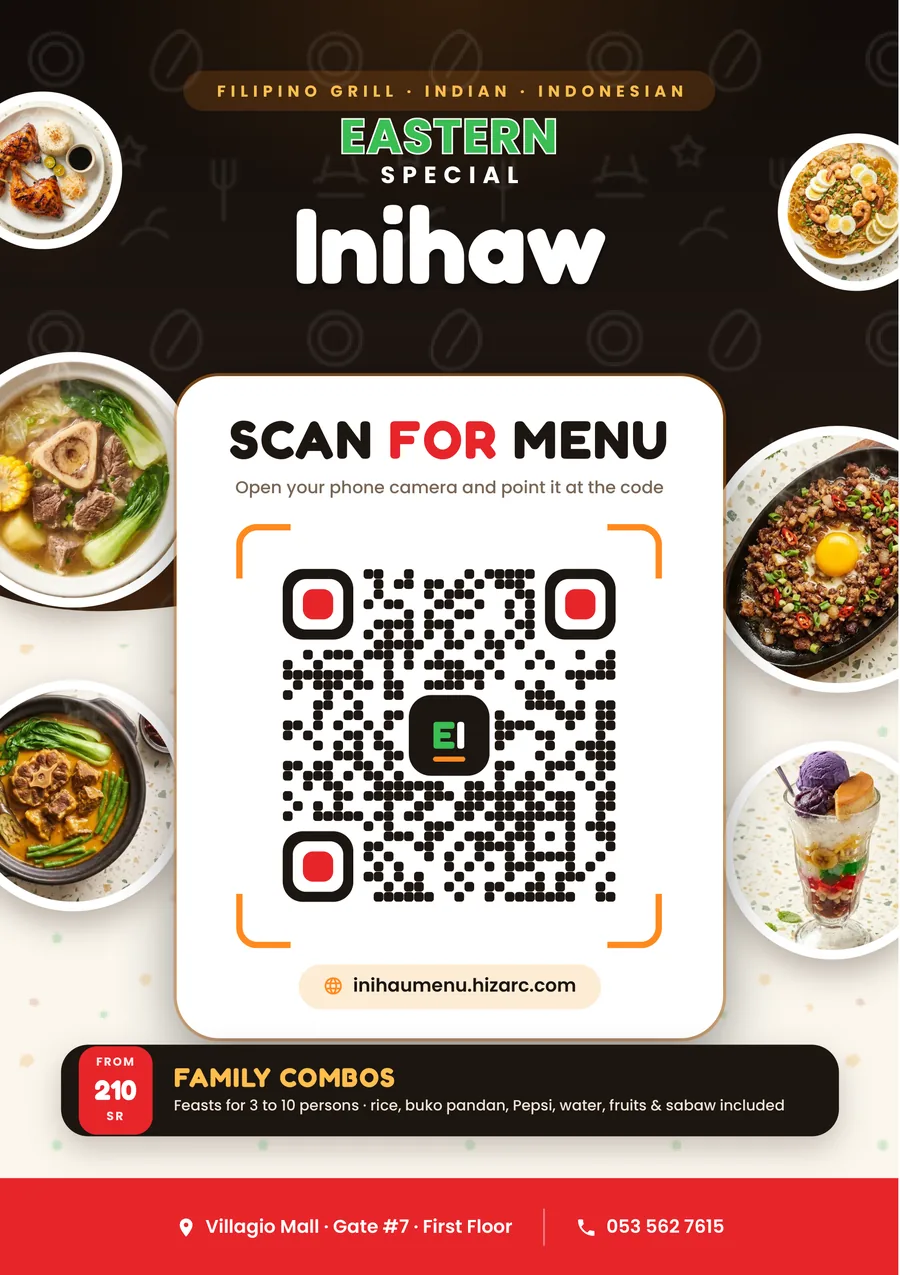 FILIPINO GRILL · INDIAN · INDONESIAN
EASTERN
SPECIAL
Inihaw
SCAN FOR MENU
Open your phone camera and point it at the code
EI
inihaumenu.hizarc.com
FROM
210
SR
FAMILY COMBOS
Feasts for 3 to 10 persons · rice, buko pandan, Pepsi, water, fruits & sabaw included
Villagio Mall · Gate #7 · First Floor
053 562 7615